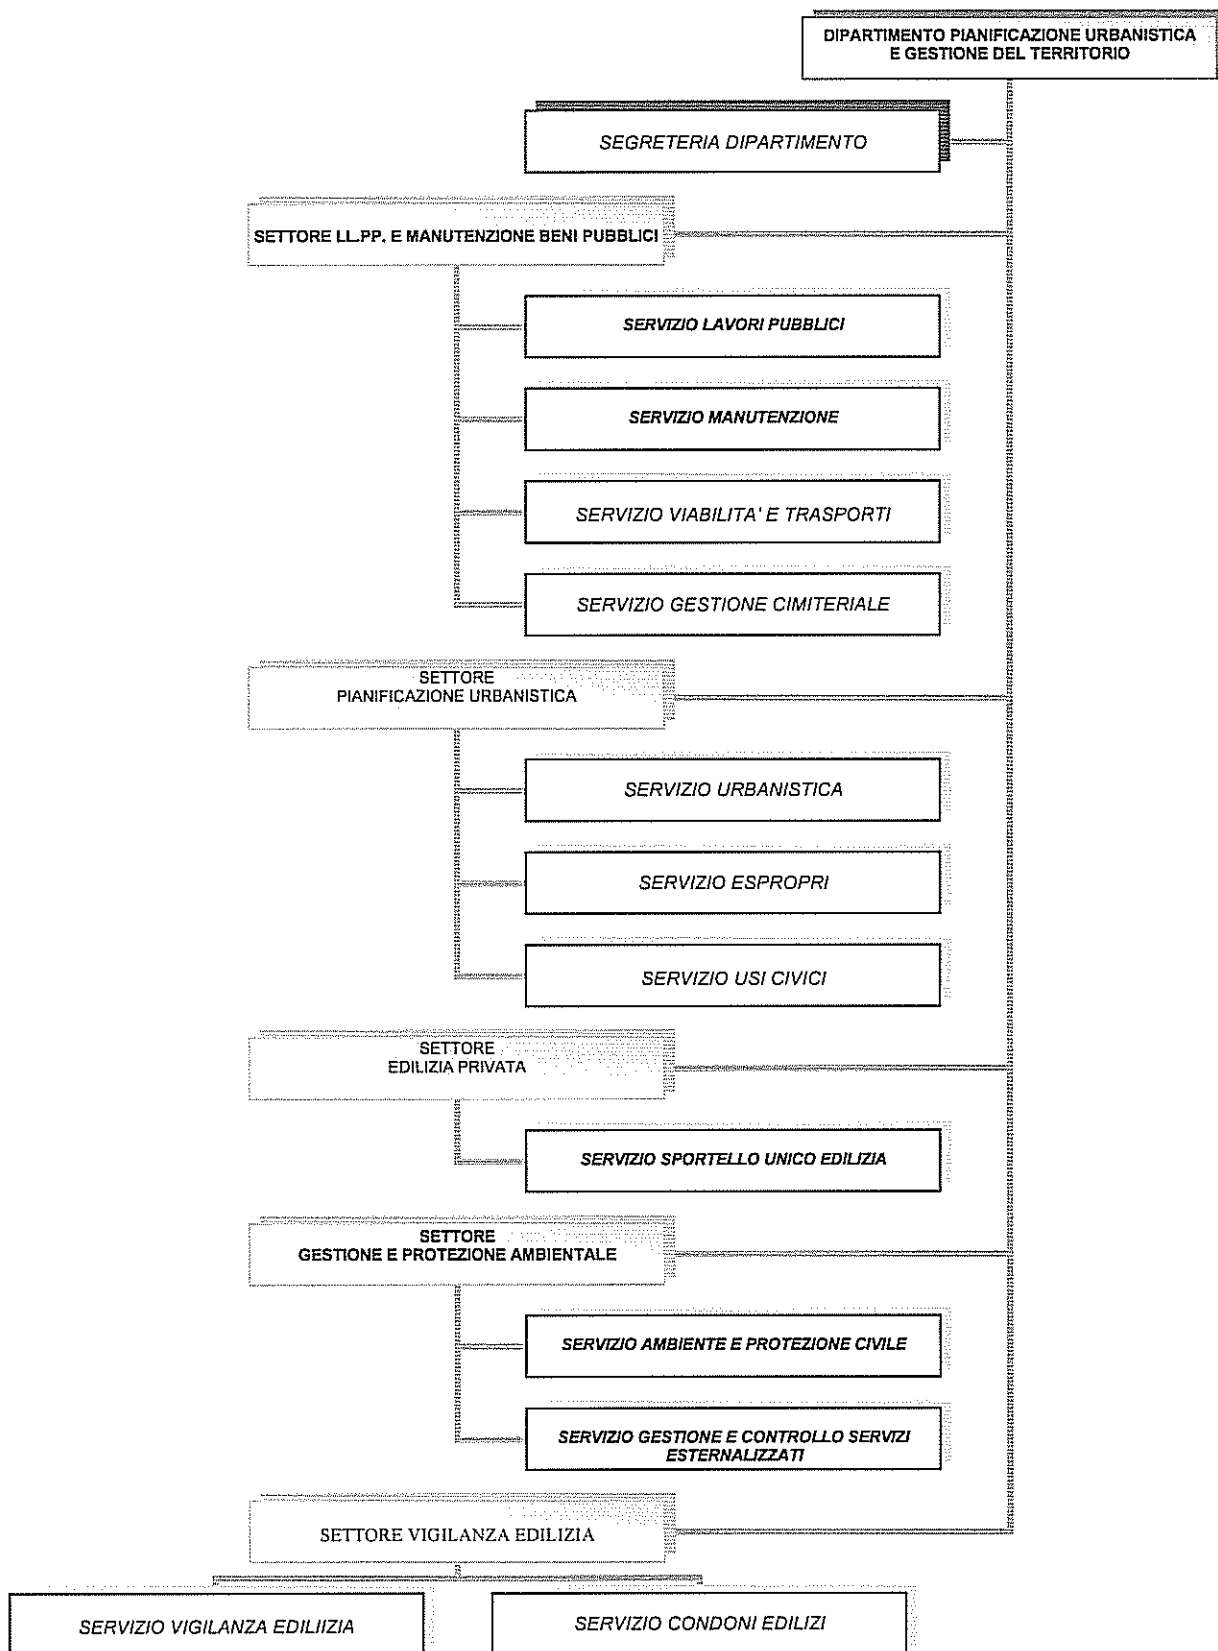 DIPARTIMENTO PIANIFICAZIONE URBANISTICA
E GESTIONE DEL TERRITORIO
SEGRETERIA DIPARTIMENTO
SETTORE LL.PP. E MANUTENZIONE BENI PUBBLICI
SERVIZIO LAVORI PUBBLICI
SERVIZIO MANUTENZIONE
SERVIZIO VIABILITA' E TRASPORTI
SERVIZIO GESTIONE CIMITERIALE
SETTORE
PIANIFICAZIONE URBANISTICA
SERVIZIO URBANISTICA
SERVIZIO ESPROPRI
SERVIZIO USI CIVICI
SETTORE
EDILIZIA PRIVATA
SERVIZIO SPORTELLO UNICO EDILIZIA
SETTORE
GESTIONE E PROTEZIONE AMBIENTALE
SERVIZIO AMBIENTE E PROTEZIONE CIVILE
SERVIZIO GESTIONE E CONTROLLO SERVIZI
ESTERNALIZZATI
SETTORE VIGILANZA EDILIZIA
SERVIZIO VIGILANZA EDILIIZIA
SERVIZIO CONDONI EDILIZI